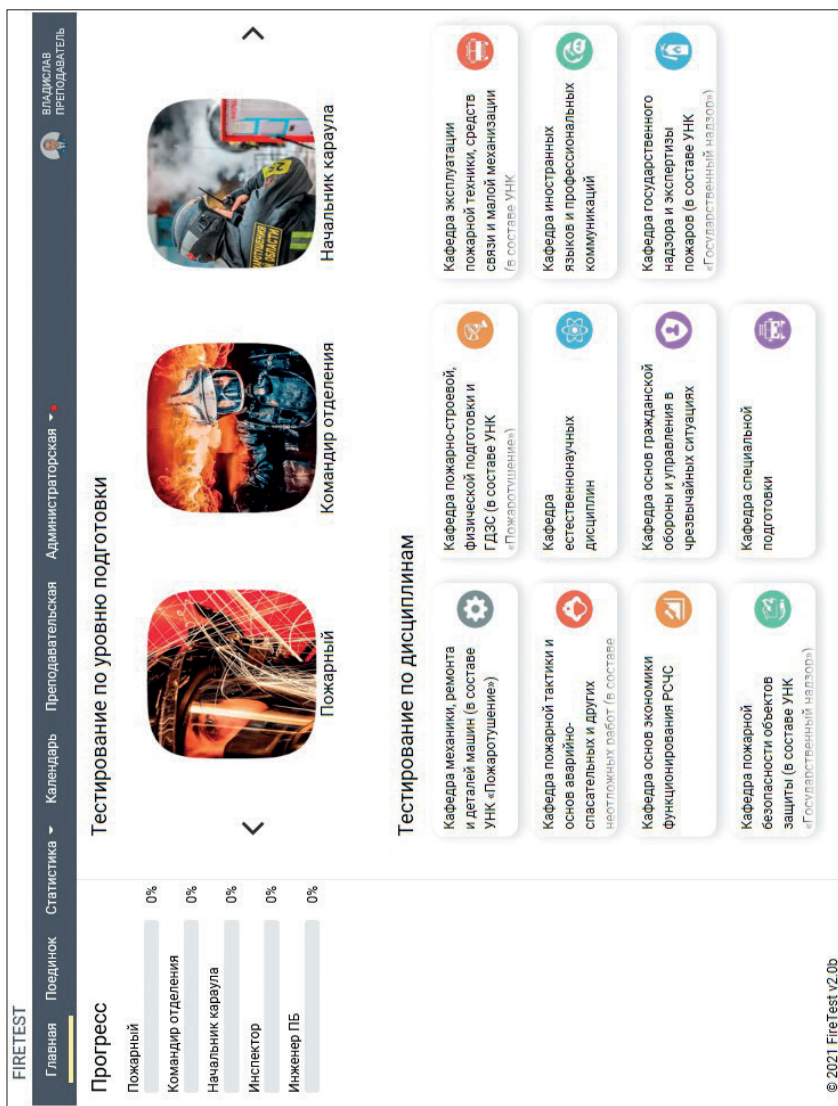 FIRETEST
Главная Поединок Статистика Календарь Преподавательская Администраторская
ВЛАДИСЛАВ
ПРЕПОДАВАТЕЛЬ
Прогресс
Пожарный
0%
Командир отделения
0%
Начальник караула
0%
Инспектор
0%
Инженер ПБ
0%
Тестирование по уровню подготовки
Пожарный
Командир отделения
ОБЛАСТИ
Начальник караула
Тестирование по дисциплинам
Кафедра механики, ремонта
и деталей машин (в составе
УНК «Пожаротушение»)
Кафедра пожарно-строевой,
физической подготовки и
ГДЗС (в составе УНК
«Пожаротушение»)
Кафедра эксплуатации
пожарной техники, средств
связи и малой механизации
(в составе УНК
Кафедра пожарной тактики и
основ аварийно-
спасательных и других
неотложных работ (в составе
Кафедра
естественнонаучных
дисциплин
Кафедра иностранных
языков и профессиональных
коммуникаций
Кафедра основ экономики
функционирования РСЧС
Кафедра основ гражданской
обороны и управления в
чрезвычайных ситуациях
Кафедра государственного
надзора и экспертизы
пожаров (в составе УНК
«Государственный надзор»)
Кафедра пожарной
безопасности объектов
защиты (в составе УНК
«Государственный надзор»)
Кафедра специальной
подготовки
© 2021 FireTest v2.0b